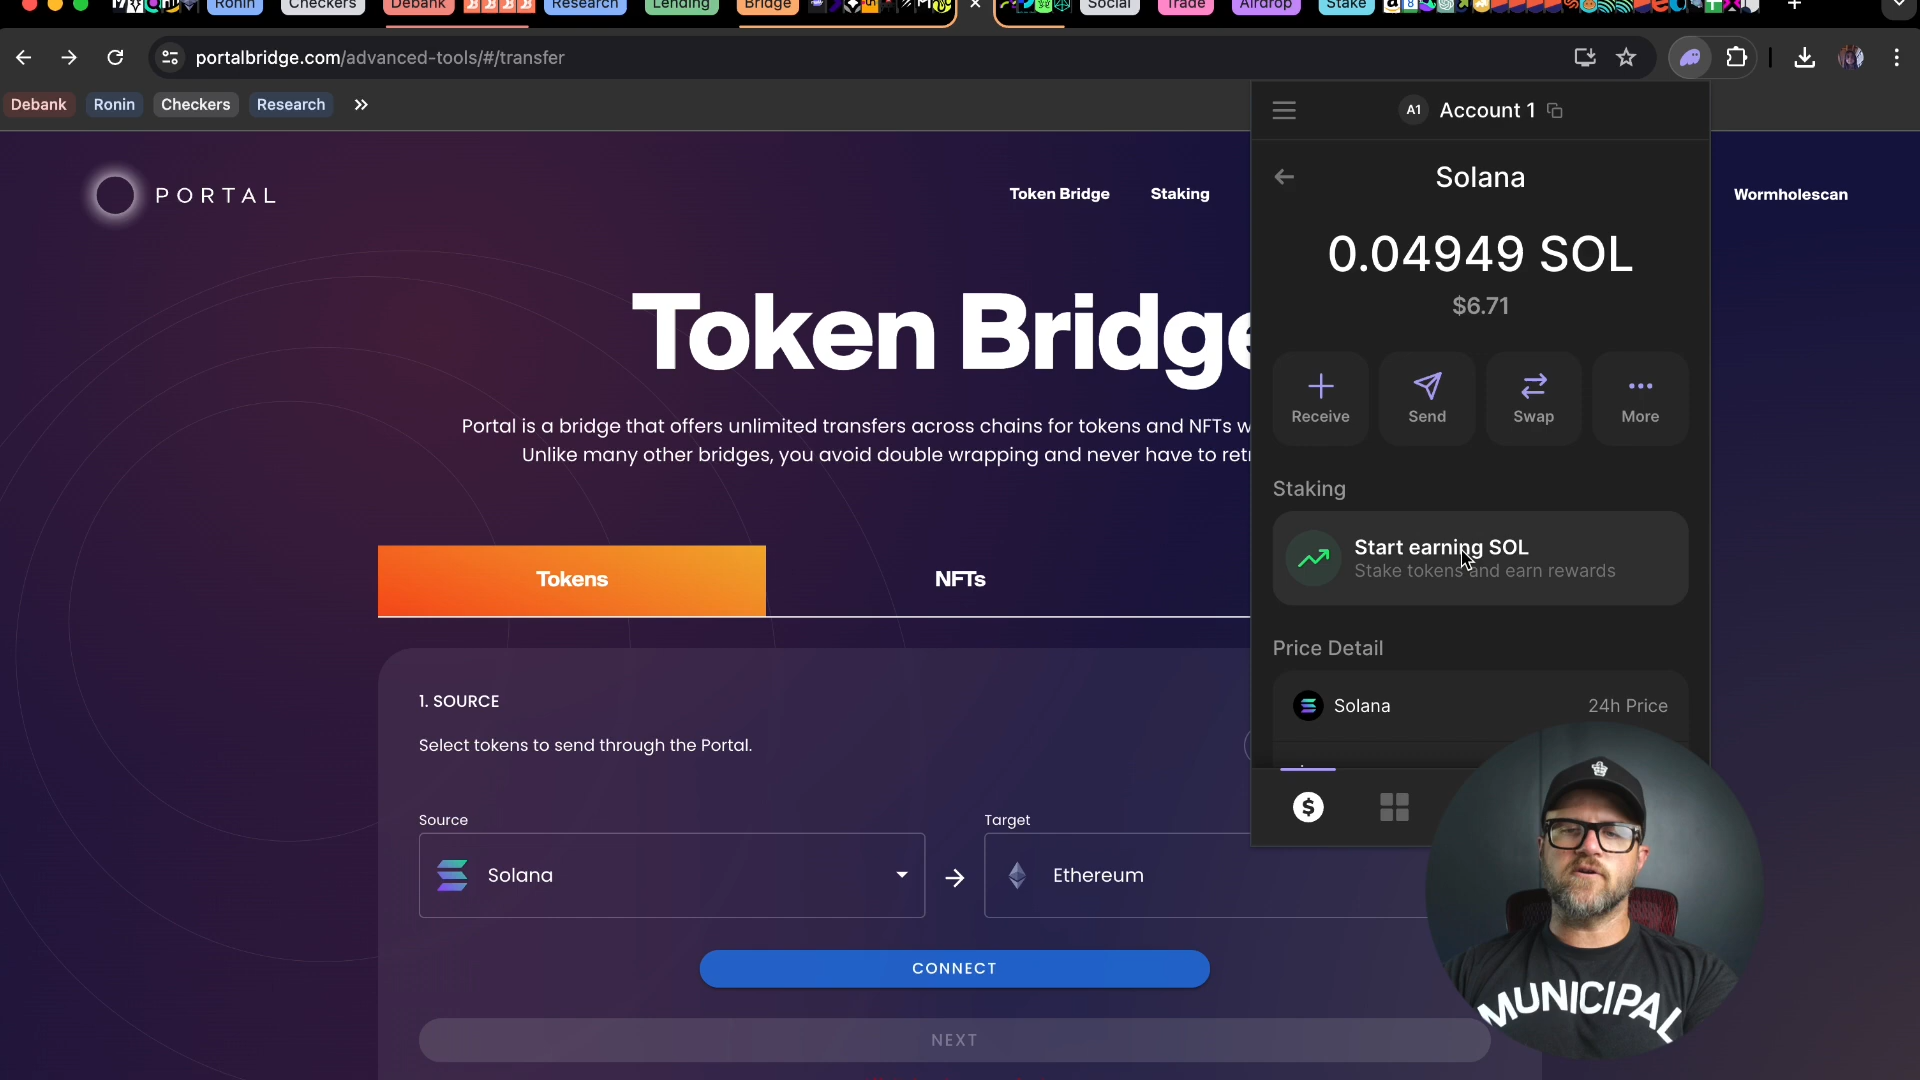 Ronin
Checkers
Debank
Research
Lending
Bridge
Social
Trade
Airdrop
Stake
portalbridge.com/advanced-tools/#/transfer
Debank
Ronin
Checkers
Research
PORTAL
Token Bridge
Staking
Wormholescan
Token Bridge
Portal is a bridge that offers unlimited transfers across chains for tokens and NFTs
Unlike many other bridges, you avoid double wrapping and never have to
Tokens
NFTs
1. SOURCE
Select tokens to send through the Portal.
Source
Solana
Target
Ethereum
CONNECT
NEXT
A1
Account 1
Solana
0.04949 SOL
$6.71
Receive
Send
Swap
More
Staking
Start earning SOL
Stake tokens and earn rewards
Price Detail
Solana
24h Price
MUNICIPAL